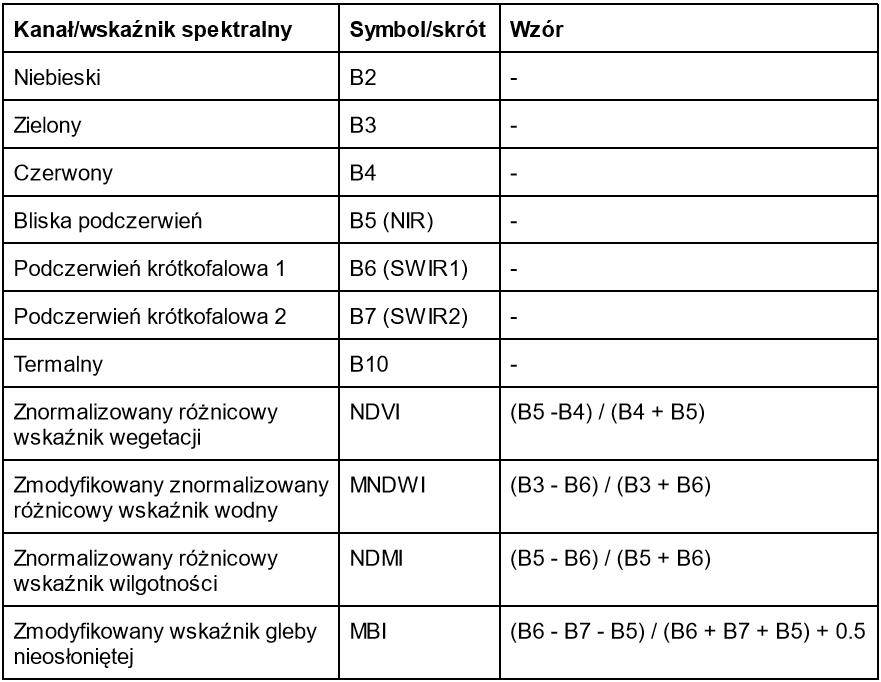 Kanał/wskaźnik spektralny Symbol/skrót Wzór
Niebieski B2 -
Zielony B3 -
Czerwony B4 -
Bliska podczerwień B5 (NIR) -
Podczerwień krótkofalowa 1 B6 (SWIR1) -
Podczerwień krótkofalowa 2 B7 (SWIR2) -
Termalny B10 -
Znormalizowany różnicowy NDVI (B5 -B4) / (B4 + B5)
wskaźnik wegetacji
Zmodyfikowany znormalizowany MNDWI (B3 - B6) / (B3 + B6)
różnicowy wskaźnik wodny
Znormalizowany różnicowy NDMI (B5 - B6) / (B5 + B6)
wskaźnik wilgotności
Zmodyfikowany wskaźnik gleby MBI (B6 - B7 - B5) / (B6 + B7 + B5) + 0.5
nieosłoniętej